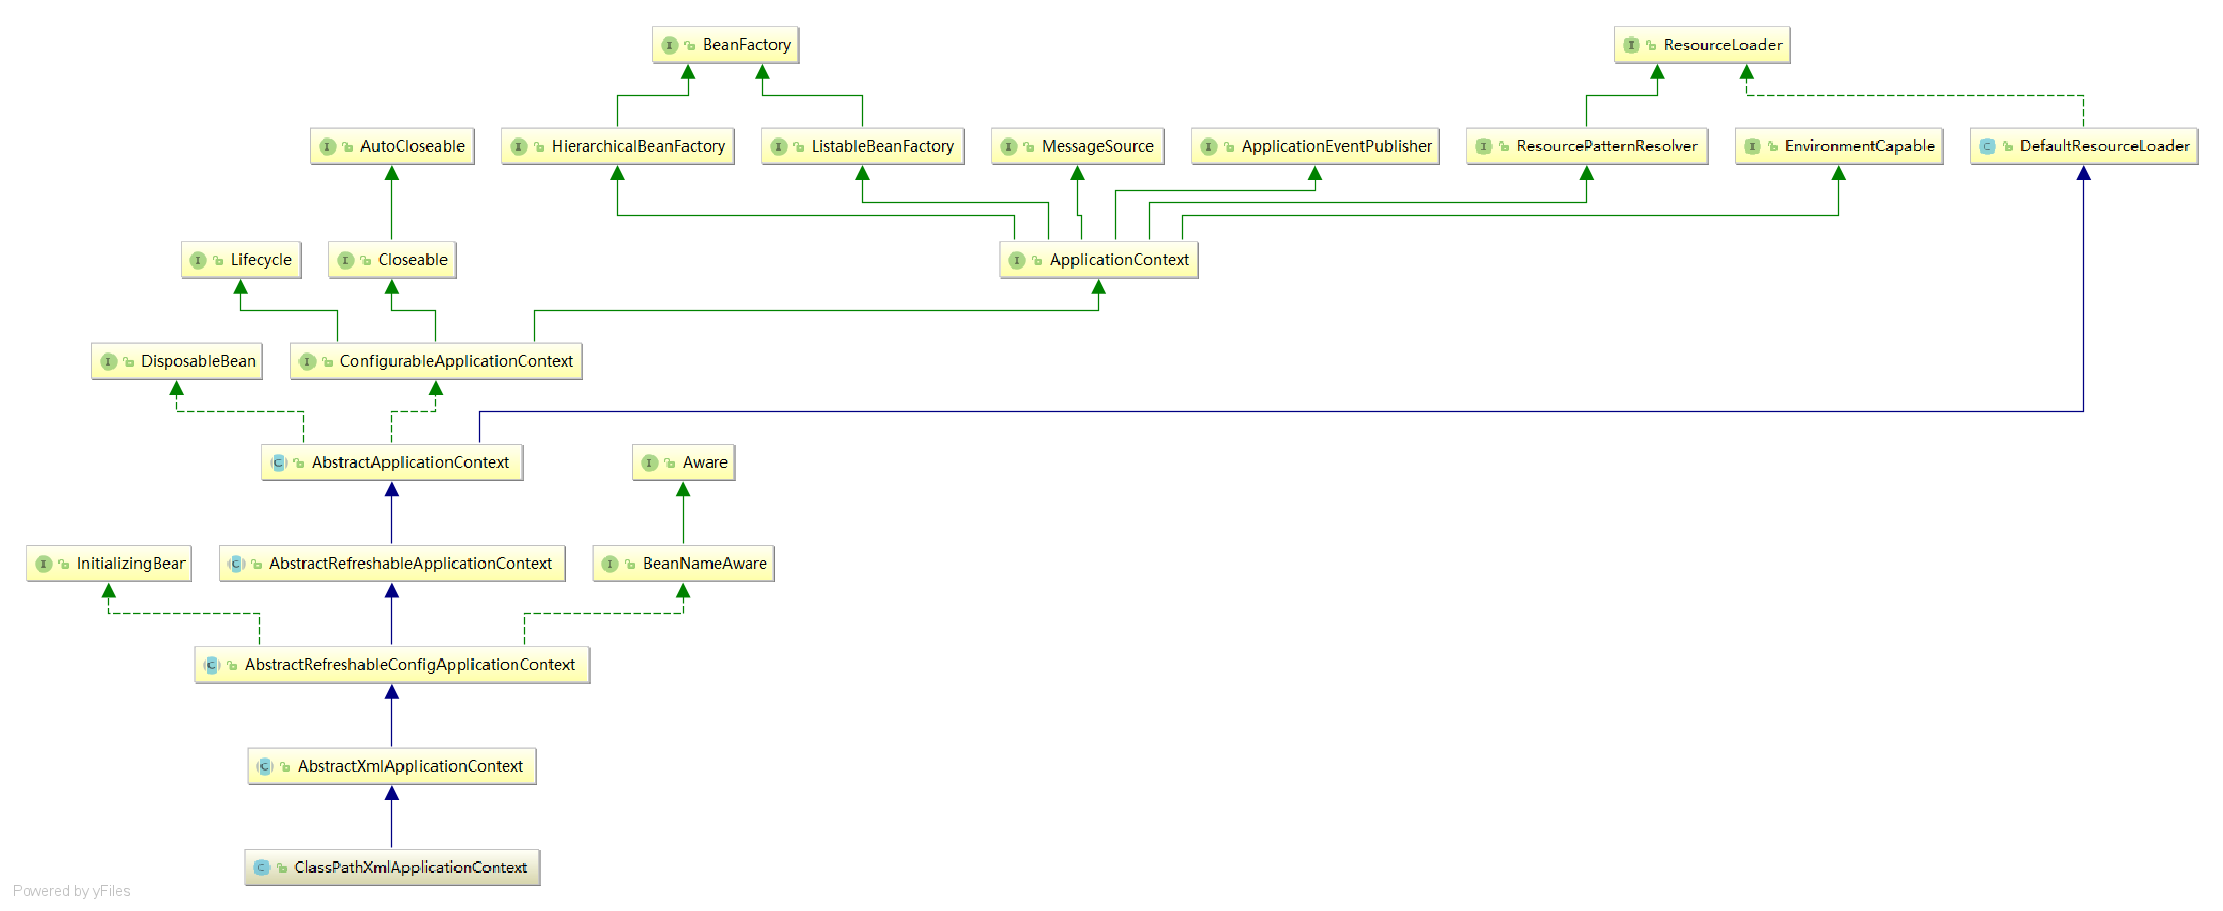 BeanFactory
ResourceLoader
AutoCloseable
HierarchicalBeanFactory
ListableBeanFactory
MessageSource
ApplicationEventPublisher
ResourcePatternResolver
EnvironmentCapable
DefaultResourceLoader
Lifecycle
Closeable
ApplicationContext
DisposableBean
ConfigurableApplicationContext
AbstractApplicationContext
Aware
InitializingBean
AbstractRefreshableApplicationContext
BeanNameAware
AbstractRefreshableConfigApplicationContext
AbstractXmlApplicationContext
ClassPathXmlApplicationContext
Powered by yFiles